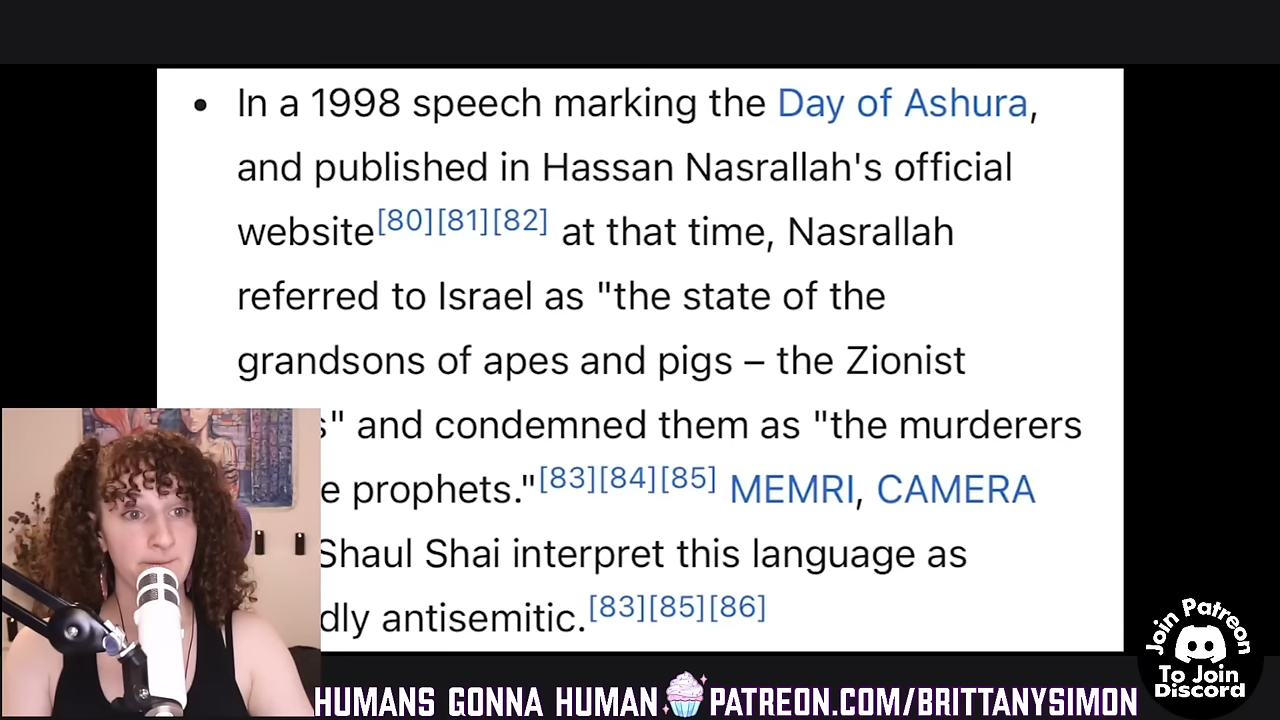 • In a 1998 speech marking the Day of Ashura,
and published in Hassan Nasrallah's official
website[80][81][82] at that time, Nasrallah
referred to Israel as "the state of the
grandsons of apes and pigs – the Zionist
" and condemned them as "the murderers
prophets."[83][84][85] MEMRI, CAMERA
Shaul Shai interpret this language as
antisemitic.[83][85][86]
Join Patreon
To Join
Discord
HUMANS GONNA HUMAN PATREON.COM/BRITTANYSIMON